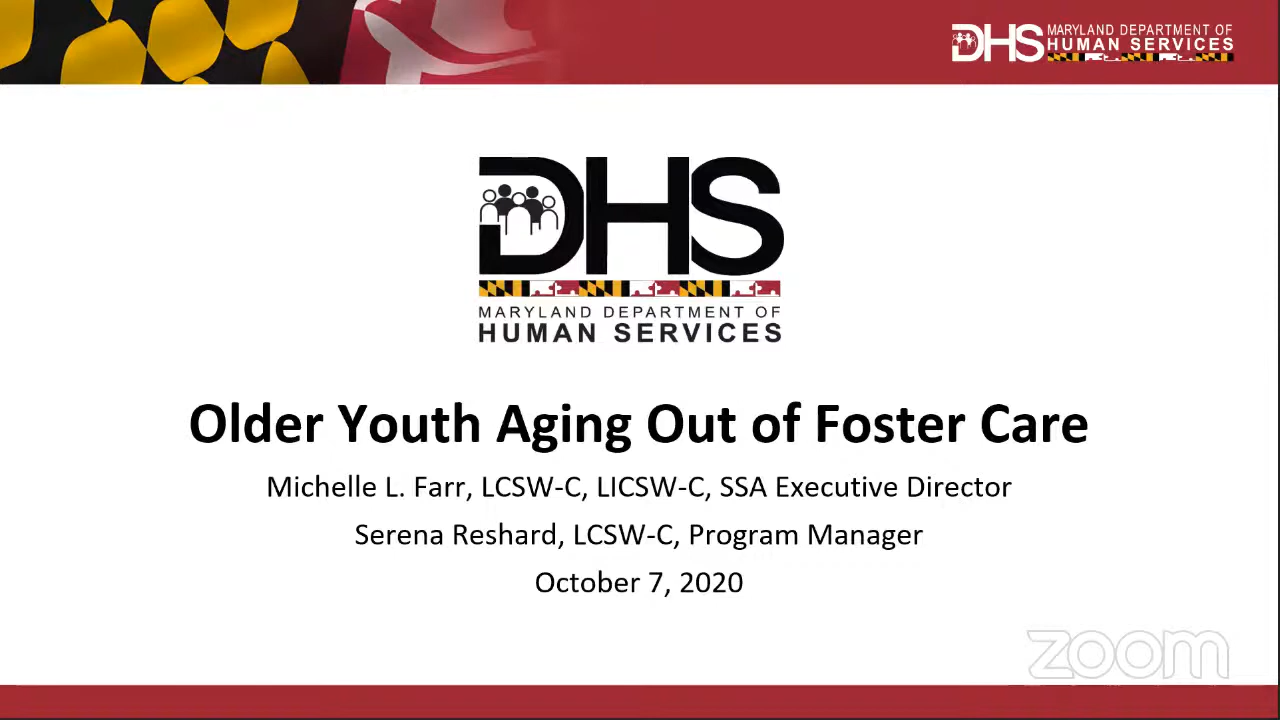 DHS MARYLAND DEPARTMENT OF
HUMAN SERVICES
DHS
MARYLAND DEPARTMENT OF
HUMAN SERVICES
Older Youth Aging Out of Foster Care
Michelle L. Farr, LCSW-C, LICSW-C, SSA Executive Director
Serena Reshard, LCSW-C, Program Manager
October 7, 2020
zoom